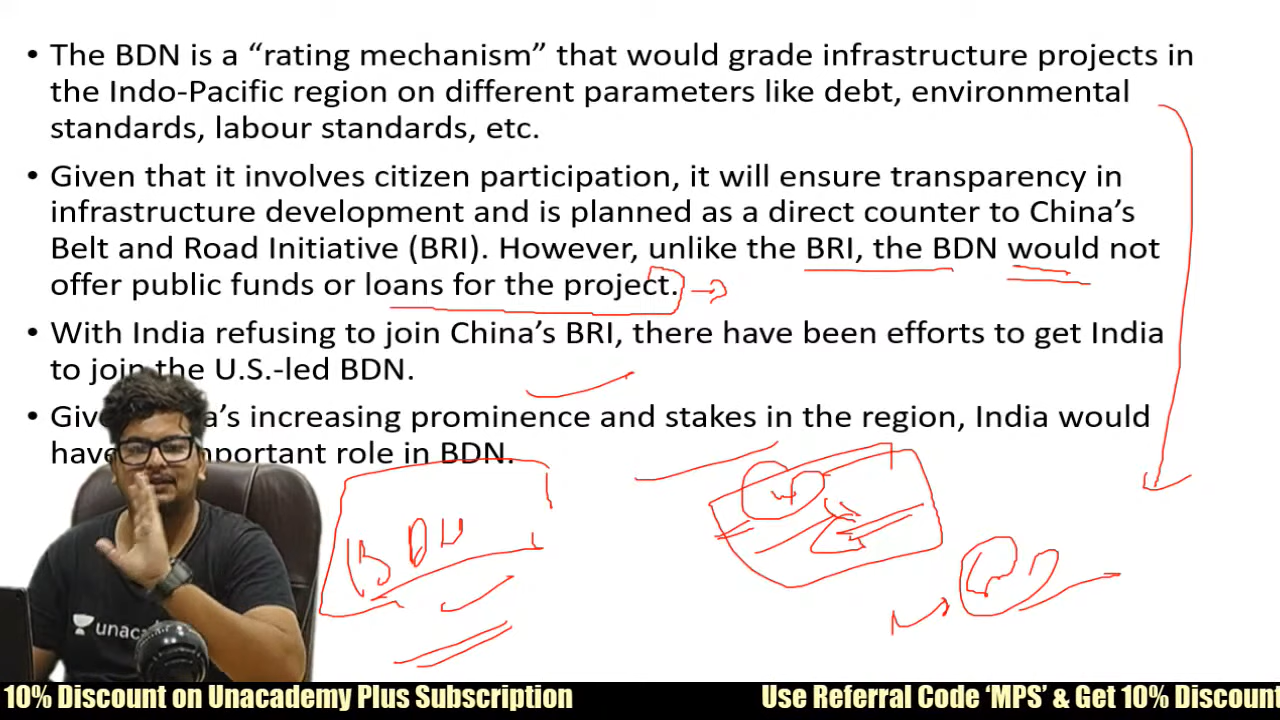 • The BDN is a “rating mechanism” that would grade infrastructure projects in
the Indo-Pacific region on different parameters like debt, environmental
standards, labour standards, etc.
• Given that it involves citizen participation, it will ensure transparency in
infrastructure development and is planned as a direct counter to China’s
Belt and Road Initiative (BRI). However, unlike the BRI, the BDN would not
offer public funds or loans for the project.
• With India refusing to join China’s BRI, there have been efforts to get India
to join the U.S.-led BDN.
• increasing prominence and stakes in the region, India would
role in BDN.
BDN
unaca
10% Discount on Unacademy Plus Subscription
Use Referral Code ‘MPS’ & Get 10% Discount